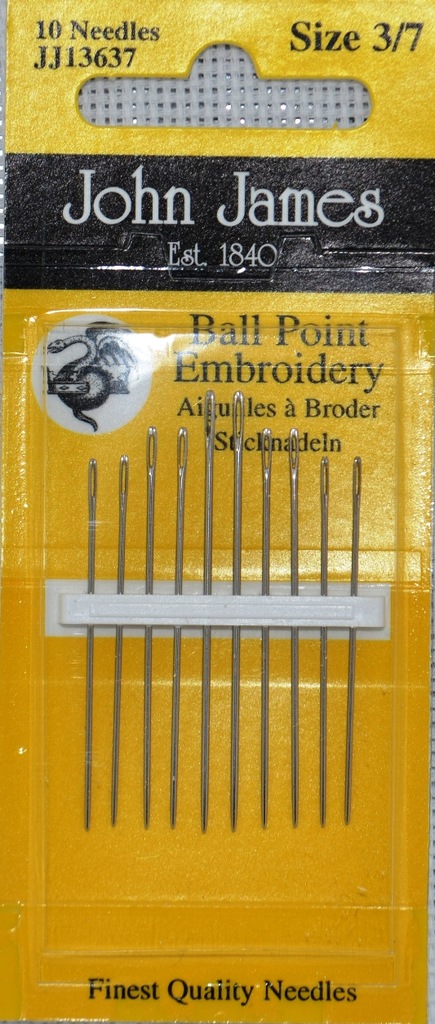 10 Needles
JJ13637
Size 3/7
John James
Est. 1840
Ball Point
Embroidery
Aiguilles à Broder
Sticknadeln
Finest Quality Needles